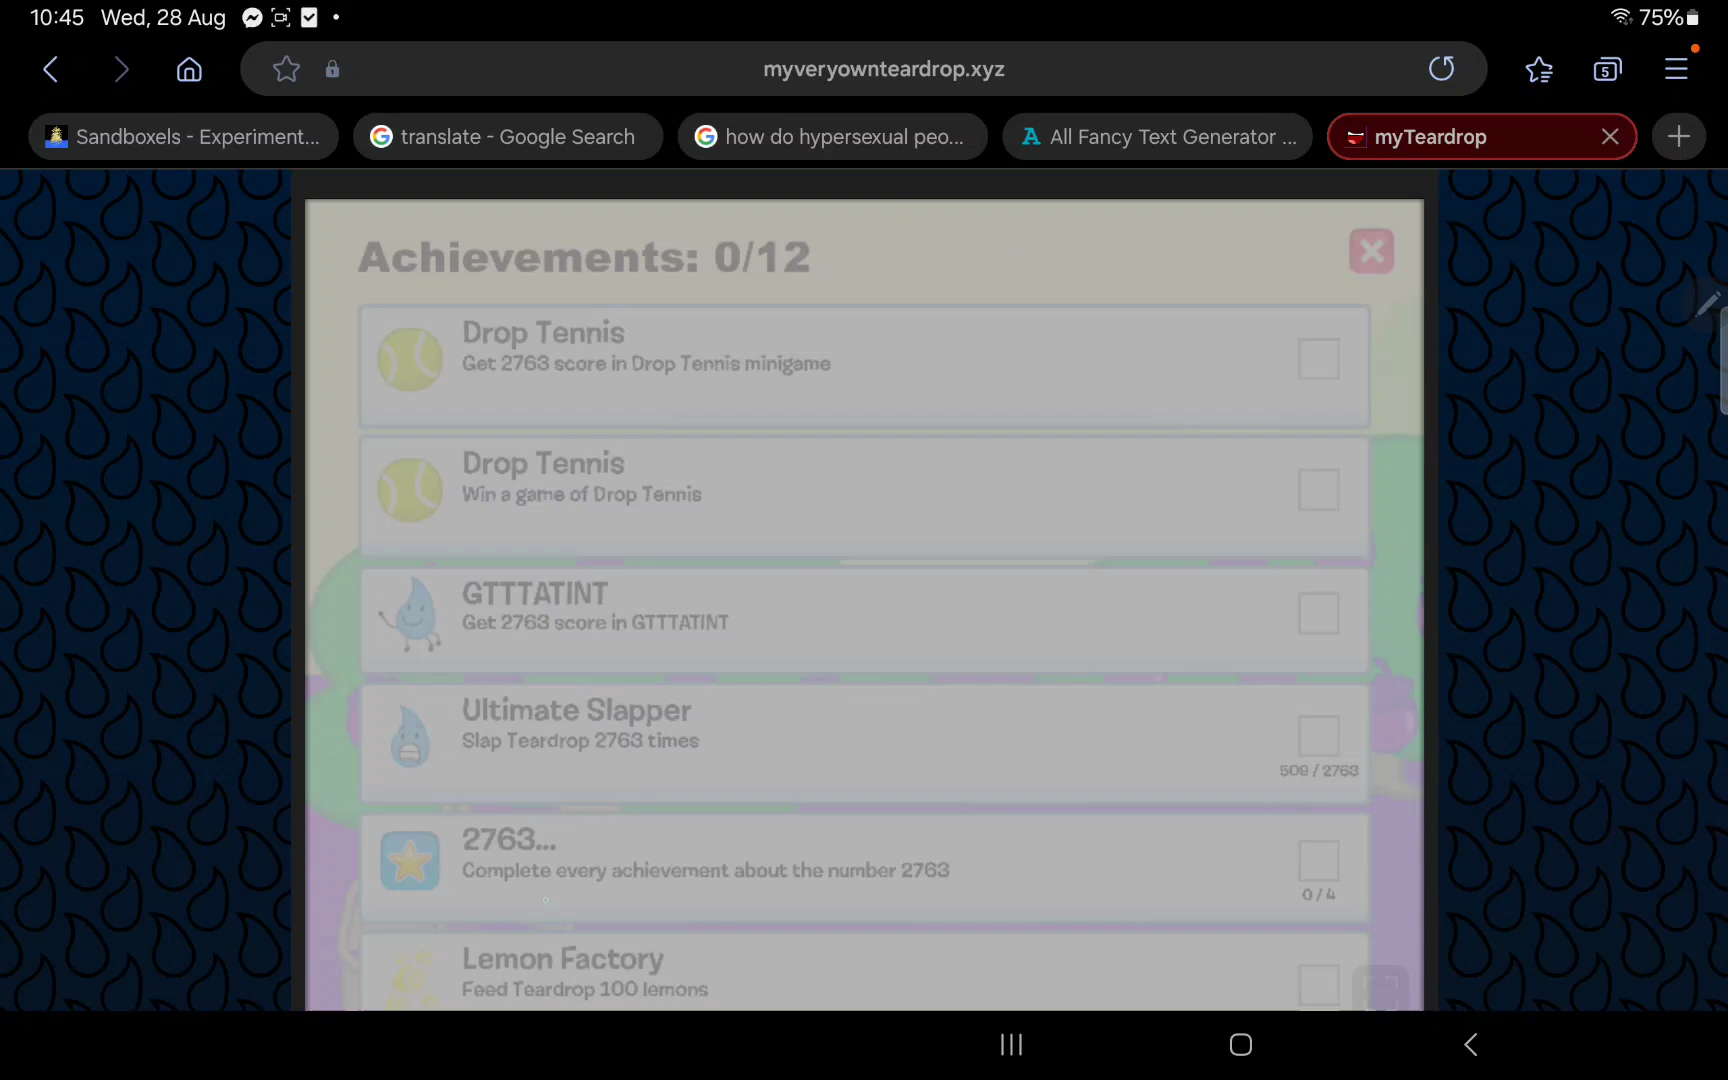 10:45 Wed, 28 Aug
75%
myveryownteardrop.xyz
5
Sandboxels - Experiment...
translate - Google Search
how do hypersexual peo...
All Fancy Text Generator ...
myTeardrop
Achievements: 0/12
Drop Tennis
Get 2763 score in Drop Tennis minigame
Drop Tennis
Win a game of Drop Tennis
GTTTATINT
Get 2763 score in GTTTATINT
Ultimate Slapper
Slap Teardrop 2763 times
509 / 2763
2763...
Complete every achievement about the number 2763
0 / 4
Lemon Factory
Feed Teardrop 100 lemons